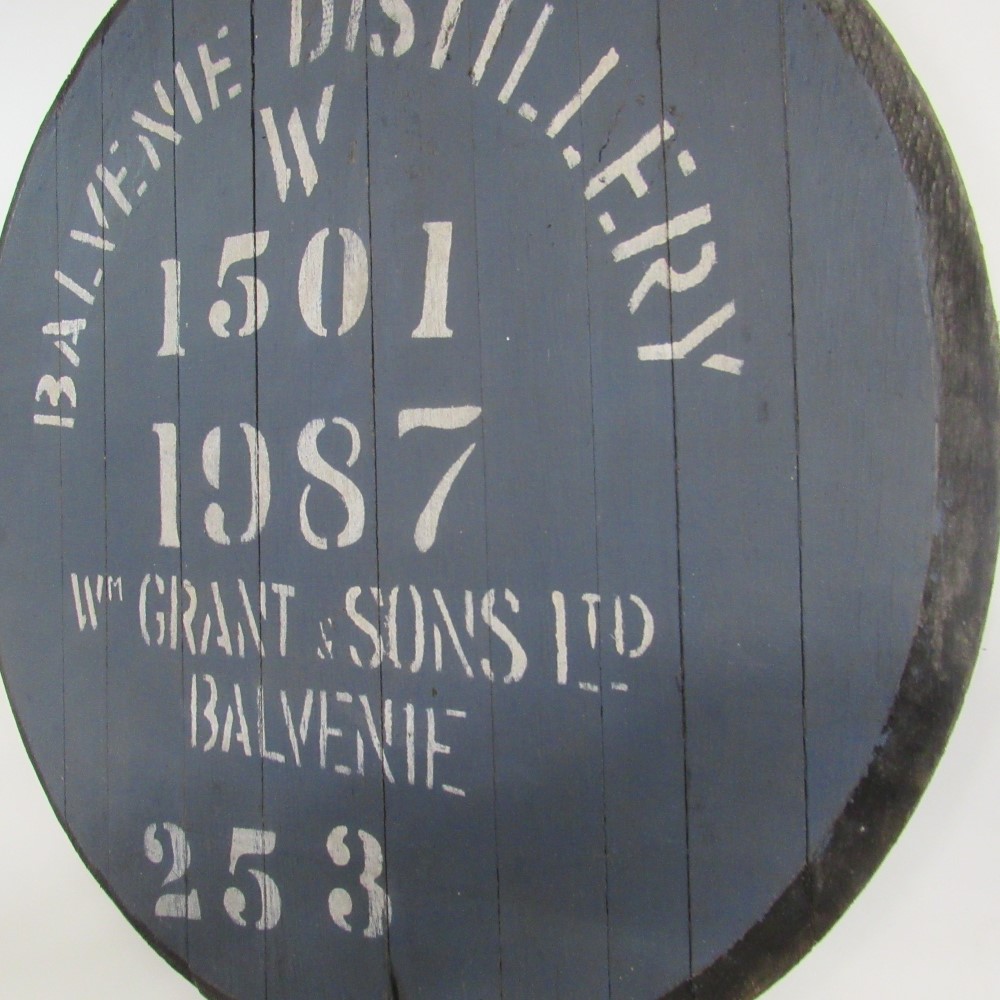 BALVENIE DISTILLERY
W
1501
1987
WM GRANT & SONS LTD
BALVENIE
253